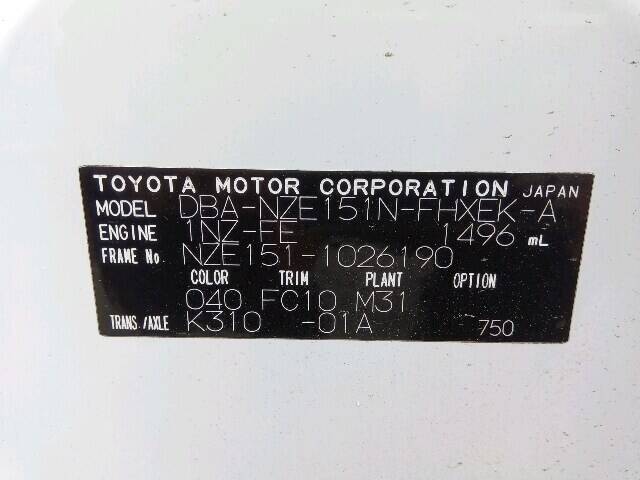 TOYOTA MOTOR CORPORATION JAPAN
MODEL DBA-NZE151N-FHXEK-A
ENGINE 1NZ-FE 1496 mL
FRAME No. NZE151-1026190
COLOR TRIM PLANT OPTION
040 FC10 M31
TRANS./AXLE K310 -01A 750